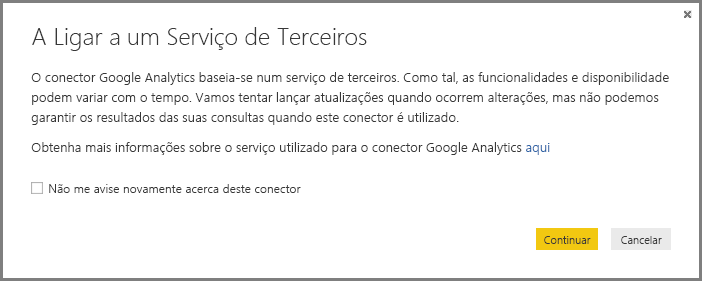 A Ligar a um Serviço de Terceiros
O conector Google Analytics baseia-se num serviço de terceiros. Como tal, as funcionalidades e disponibilidade
podem variar com o tempo. Vamos tentar lançar atualizações quando ocorrem alterações, mas não podemos
garantir os resultados das suas consultas quando este conector é utilizado.
Obtenha mais informações sobre o serviço utilizado para o conector Google Analytics aqui
Não me avise novamente acerca deste conector
Continuar Cancelar